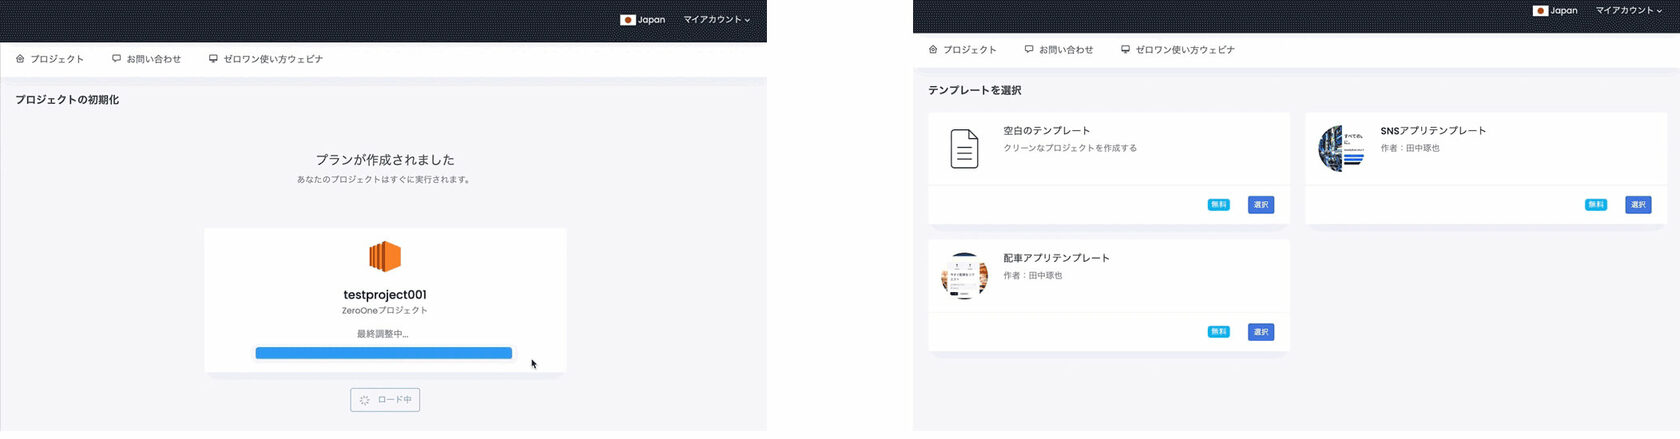 Japan
マイアカウント
プロジェクト
お問い合わせ
ゼロワン使い方ウェビナ
プロジェクトの初期化
プランが作成されました
あなたのプロジェクトはすぐに実行されます。
testproject001
ZeroOneプロジェクト
最終調整中...
ロード中
Japan
マイアカウント
プロジェクト
お問い合わせ
ゼロワン使い方ウェビナ
テンプレートを選択
空白のテンプレート
クリーンなプロジェクトを作成する
無料
選択
SNSアプリテンプレート
作者：田中琢也
無料
選択
配車アプリテンプレート
作者：田中琢也
無料
選択